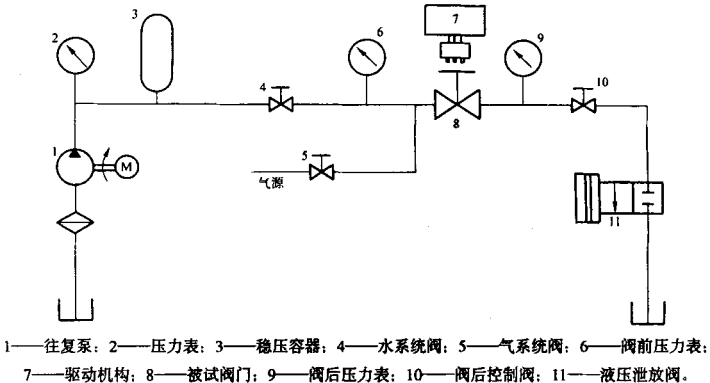 3
7
2
6
9
4
10
8
1
M
5
气源
11
1——往复泵；2——压力表；3——稳压容器；4——水系统阀；5——气系统阀；6——阀前压力表；
7——驱动机构；8——被试阀门；9——阀后压力表；10——阀后控制阀；11——液压泄放阀。